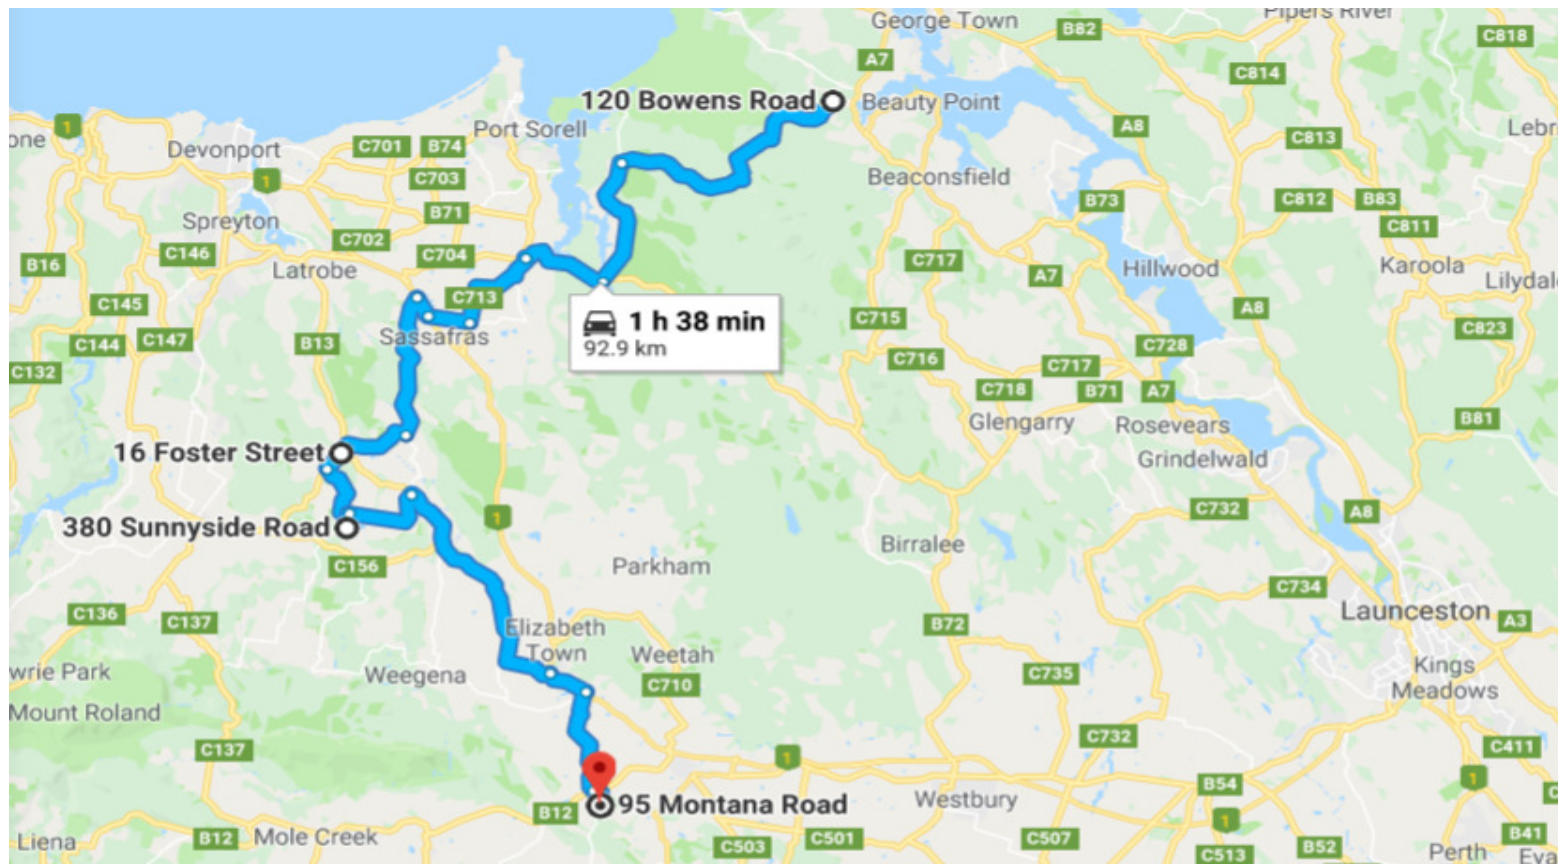 George Town
B82
Pipers River
C818
A7
C814
120 Bowens Road
Beauty Point
1
one
Port Sorell
A8
C813
Lebr
Devonport
C701
B74
C703
1
Beaconsfield
B73
C812
B83
Spreyton
B71
C811
C702
B16
C146
C704
C717
Latrobe
A7
Hillwood
Karoola
Lilydal
C145
C713
1 h 38 min
92.9 km
C715
A8
C144
C147
B13
Sassafras
C728
C823
C132
C716
C717
C718
B71
A7
Glengarry
Rosevears
B81
16 Foster Street
Grindelwald
C732
A8
380 Sunnyside Road
1
Birralee
C156
Parkham
C734
C136
C137
Elizabeth
Town
B72
Launceston
A3
Weetah
wrie Park
Weegena
C710
C735
Kings
Meadows
Mount Roland
C137
C732
C411
1
1
95 Montana Road
B12
Westbury
B54
1
Liena
B12
Mole Creek
C503
C501
C507
C513
B52
B41
Perth
Eva
C